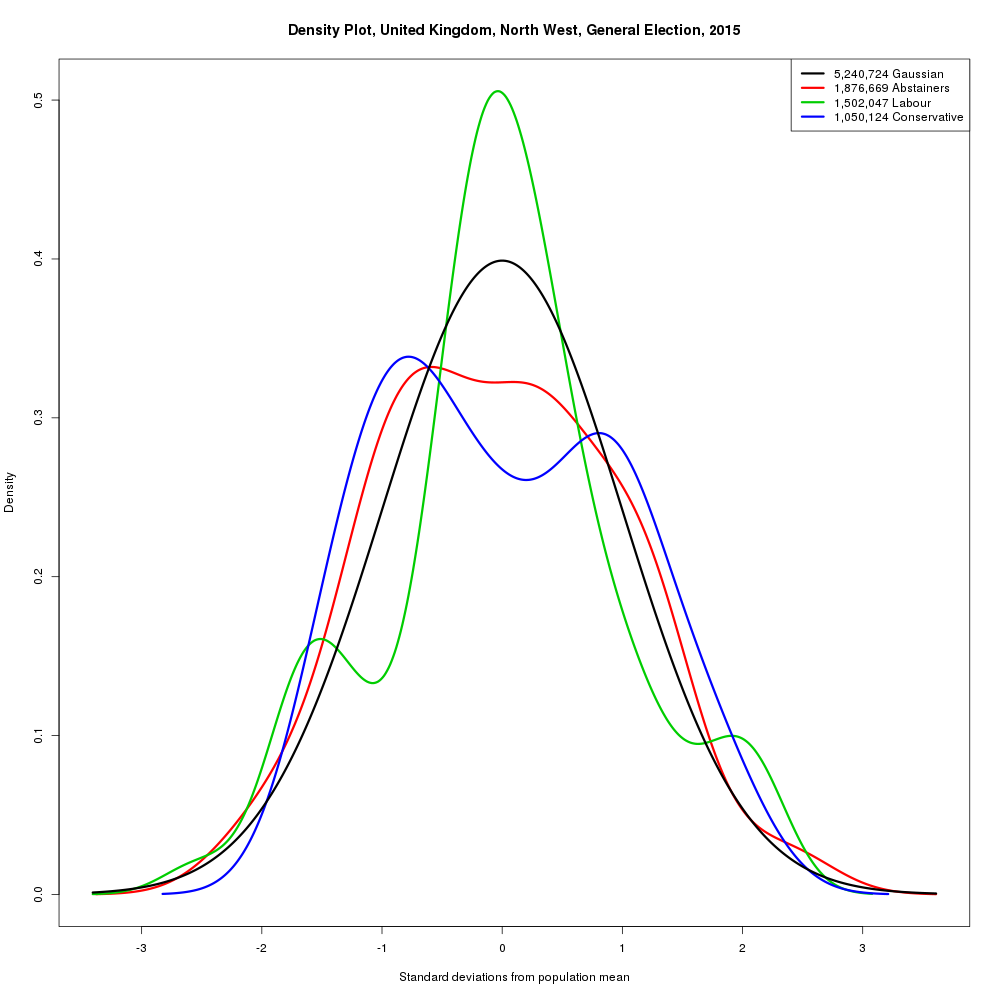 Density Plot, United Kingdom, North West, General Election, 2015
5,240,724 Gaussian
1,876,669 Abstainers
1,502,047 Labour
1,050,124 Conservative
Density
0.5
0.4
0.3
0.2
0.1
0.0
-3 -2 -1 0 1 2 3
Standard deviations from population mean